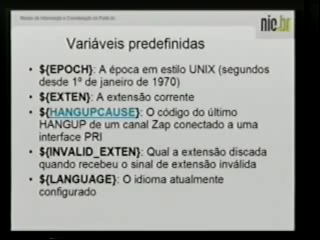 Núcleo de Informação e Coordenação do Ponto br
nic.br
Variáveis predefinidas
• ${EPOCH}: A época em estilo UNIX (segundos
desde 1º de janeiro de 1970)
• ${EXTEN}: A extensão corrente
• ${HANGUPCAUSE}: O código do último
HANGUP de um canal Zap conectado a uma
interface PRI
• ${INVALID_EXTEN}: Qual a extensão discada
quando recebeu o sinal de extensão inválida
• ${LANGUAGE}: O idioma atualmente
configurado